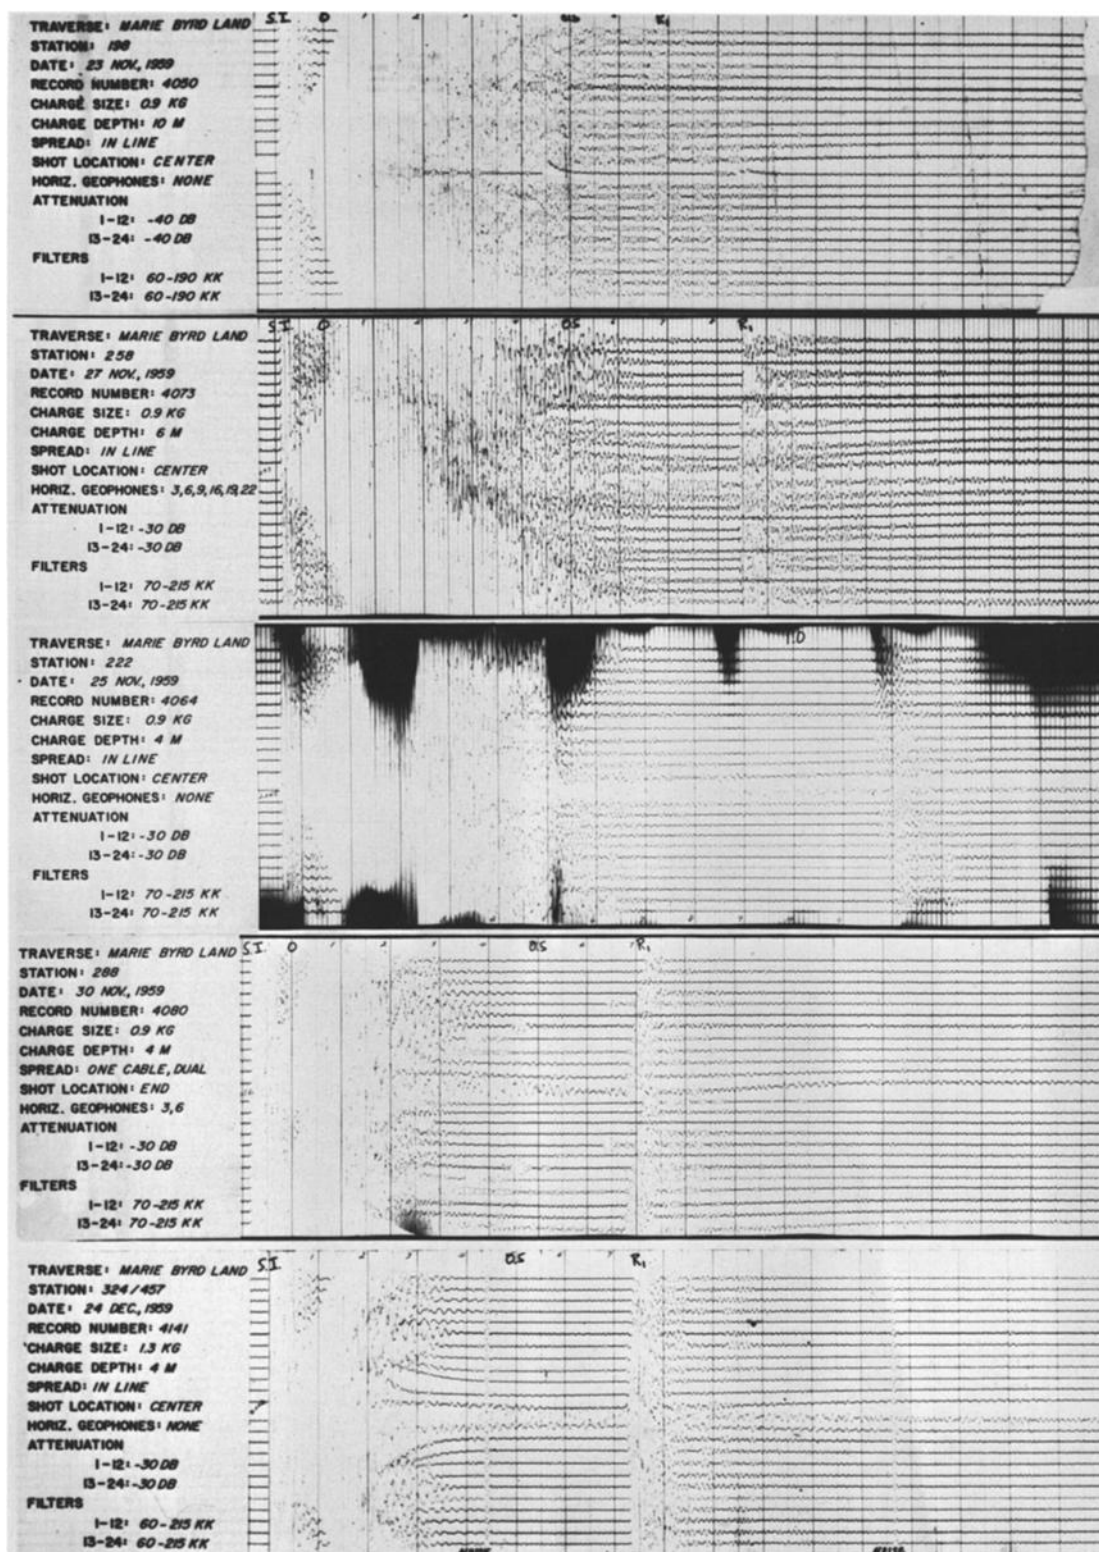 S.I. 0 0.5 R1
TRAVERSE: MARIE BYRD LAND
STATION: 198
DATE: 23 NOV., 1959
RECORD NUMBER: 4050
CHARGE SIZE: 0.9 KG
CHARGE DEPTH: 10 M
SPREAD: IN LINE
SHOT LOCATION: CENTER
HORIZ. GEOPHONES: NONE
ATTENUATION
1-12: -40 DB
13-24: -40 DB
FILTERS
1-12: 60-190 KK
13-24: 60-190 KK
S.I. 0 0.5 R1
TRAVERSE: MARIE BYRD LAND
STATION: 258
DATE: 27 NOV., 1959
RECORD NUMBER: 4073
CHARGE SIZE: 0.9 KG
CHARGE DEPTH: 6 M
SPREAD: IN LINE
SHOT LOCATION: CENTER
HORIZ. GEOPHONES: 3,6,9,16,19,22
ATTENUATION
1-12: -30 DB
13-24: -30 DB
FILTERS
1-12: 70-215 KK
13-24: 70-215 KK
1.0
TRAVERSE: MARIE BYRD LAND
STATION: 222
DATE: 25 NOV., 1959
RECORD NUMBER: 4064
CHARGE SIZE: 0.9 KG
CHARGE DEPTH: 4 M
SPREAD: IN LINE
SHOT LOCATION: CENTER
HORIZ. GEOPHONES: NONE
ATTENUATION
1-12: -30 DB
13-24: -30 DB
FILTERS
1-12: 70-215 KK
13-24: 70-215 KK
S.I. 0 0.5 R1
TRAVERSE: MARIE BYRD LAND
STATION: 288
DATE: 30 NOV., 1959
RECORD NUMBER: 4080
CHARGE SIZE: 0.9 KG
CHARGE DEPTH: 4 M
SPREAD: ONE CABLE, DUAL
SHOT LOCATION: END
HORIZ. GEOPHONES: 3,6
ATTENUATION
1-12: -30 DB
13-24: -30 DB
FILTERS
1-12: 70-215 KK
13-24: 70-215 KK
S.I. 0.5 R1
TRAVERSE: MARIE BYRD LAND
STATION: 324/457
DATE: 24 DEC., 1959
RECORD NUMBER: 4141
CHARGE SIZE: 1.3 KG
CHARGE DEPTH: 4 M
SPREAD: IN LINE
SHOT LOCATION: CENTER
HORIZ. GEOPHONES: NONE
ATTENUATION
1-12: -30 DB
13-24: -30 DB
FILTERS
1-12: 60-215 KK
13-24: 60-215 KK